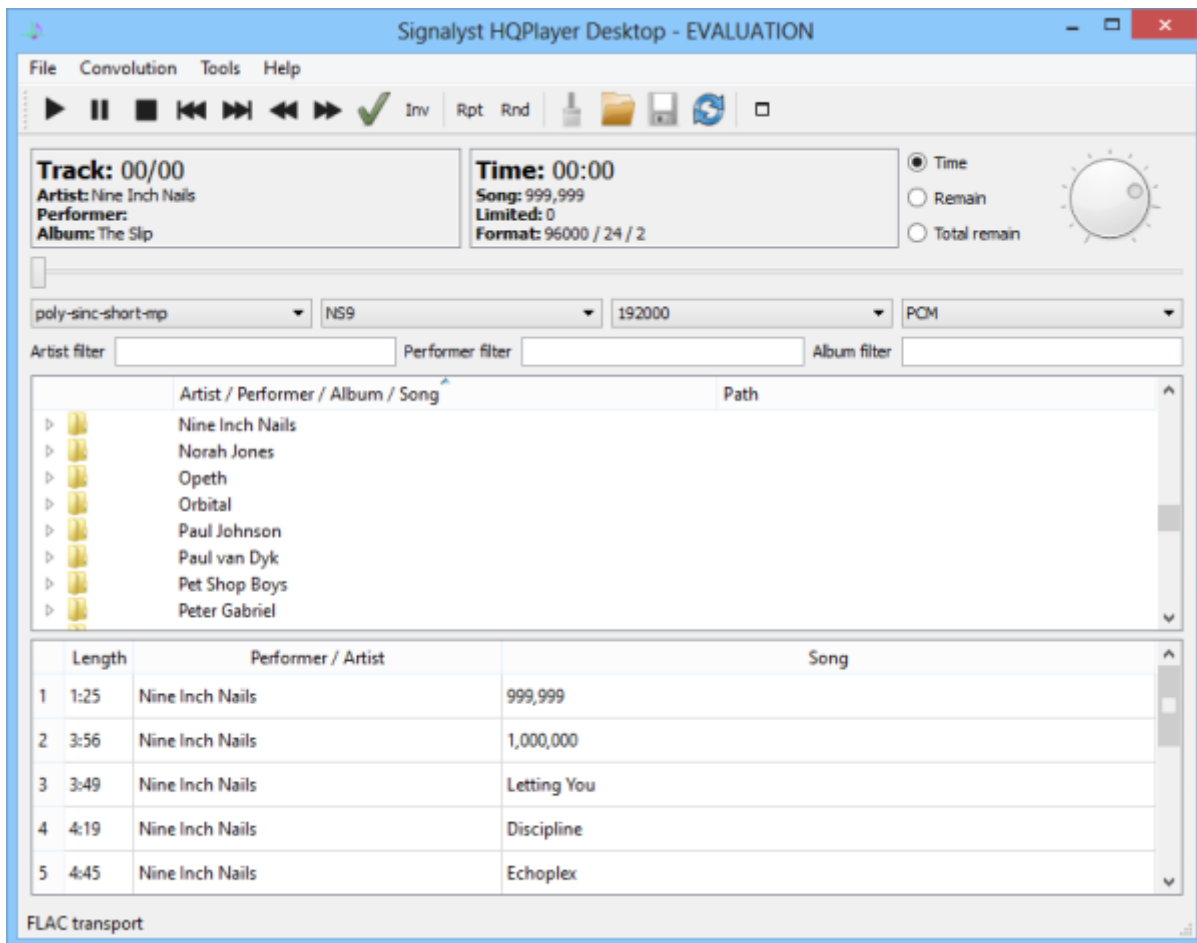 Signalyst HQPlayer Desktop - EVALUATION
File Convolution Tools Help
Inv Rpt Rnd
Track: 00/00
Artist: Nine Inch Nails
Performer:
Album: The Slip
Time: 00:00
Song: 999,999
Limited: 0
Format: 96000 / 24 / 2
Time
Remain
Total remain
poly-sinc-short-mp NS9 192000 PCM
Artist filter Performer filter Album filter
Artist / Performer / Album / Song Path
Nine Inch Nails
Norah Jones
Opeth
Orbital
Paul Johnson
Paul van Dyk
Pet Shop Boys
Peter Gabriel
Length Performer / Artist Song
1 1:25 Nine Inch Nails 999,999
2 3:56 Nine Inch Nails 1,000,000
3 3:49 Nine Inch Nails Letting You
4 4:19 Nine Inch Nails Discipline
5 4:45 Nine Inch Nails Echoplex
FLAC transport